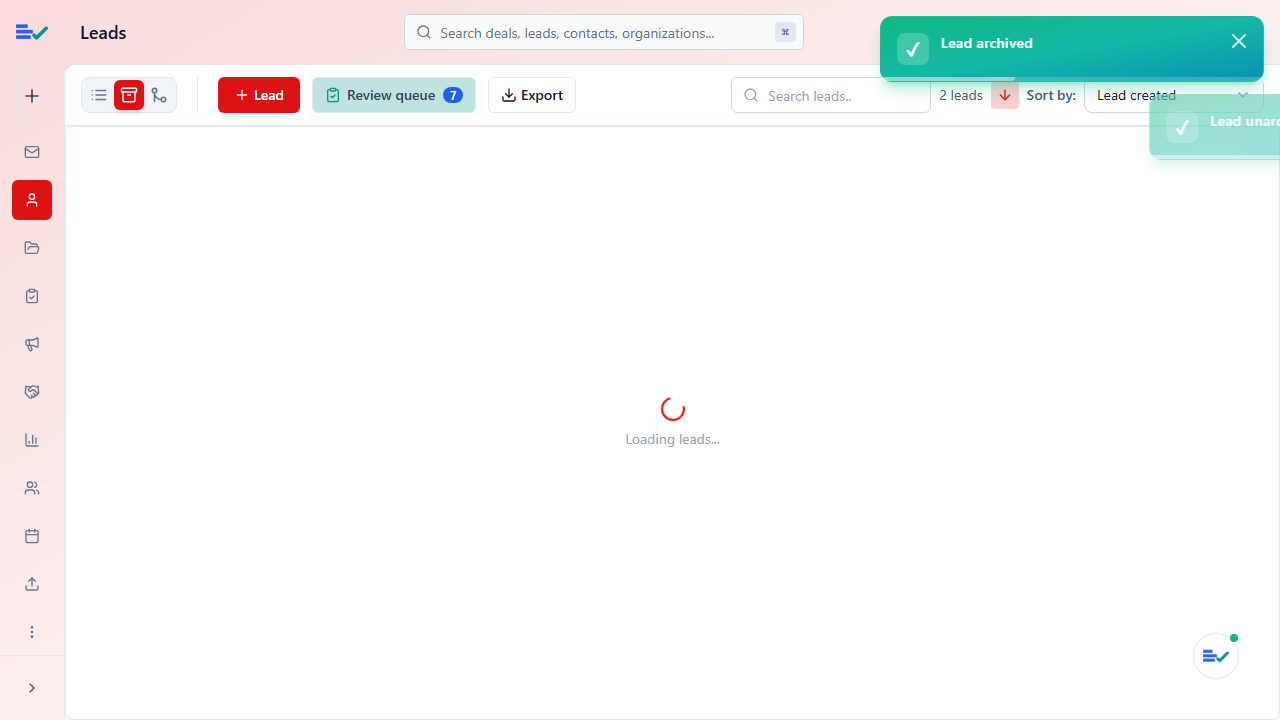 Leads
Search deals, leads, contacts, organizations...
⌘
Lead archived
Lead
Review queue 7
Export
Search leads..
2 leads
Sort by:
Lead created
Lead
Loading leads...